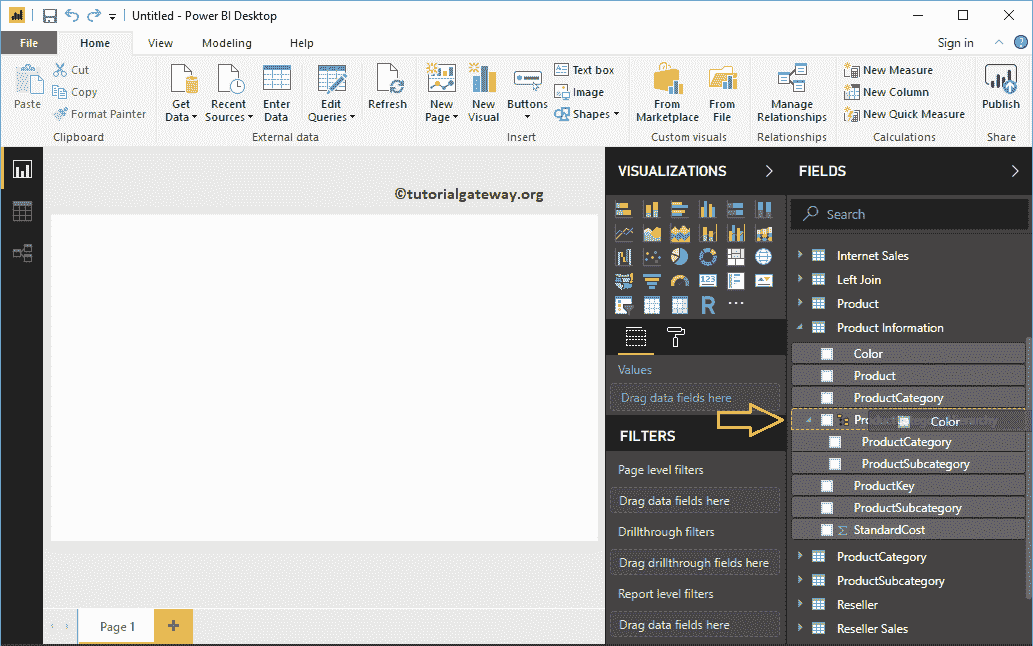 Untitled - Power BI Desktop
File Home View Modeling Help Sign in
Paste
Cut
Copy
Format Painter
Clipboard
Get Data
Recent Sources
Enter Data
Edit Queries
External data
Refresh
New Page
New Visual
Buttons
Text box
Image
Shapes
Insert
From Marketplace
From File
Custom visuals
Manage Relationships
Relationships
New Measure
New Column
New Quick Measure
Calculations
Publish
Share
©tutorialgateway.org
Page 1
VISUALIZATIONS
123
R
Values
Drag data fields here
FILTERS
Page level filters
Drag data fields here
Drillthrough filters
Drag drillthrough fields here
Report level filters
Drag data fields here
FIELDS
Search
Internet Sales
Left Join
Product
Product Information
Color
Product
ProductCategory
Color
ProductCategory
ProductSubcategory
ProductKey
ProductSubcategory
Σ StandardCost
ProductCategory
ProductSubcategory
Reseller
Reseller Sales